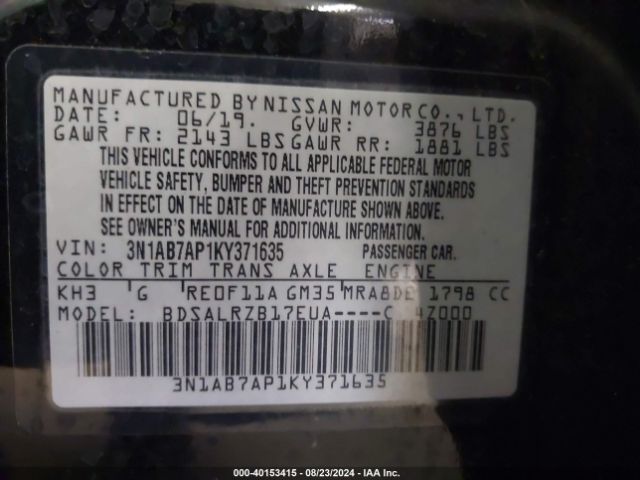 MANUFACTURED BY NISSAN MOTOR CO., LTD.
DATE: 06/19. GVWR: 3876 LBS
GAWR FR: 2143 LBS GAWR RR: 1881 LBS
THIS VEHICLE CONFORMS TO ALL APPLICABLE FEDERAL MOTOR
VEHICLE SAFETY, BUMPER AND THEFT PREVENTION STANDARDS
IN EFFECT ON THE DATE OF MANUFACTURE SHOWN ABOVE.
SEE OWNER'S MANUAL FOR ADDITIONAL INFORMATION.
VIN: 3N1AB7AP1KY371635 PASSENGER CAR.
COLOR TRIM TRANS AXLE ENGINE
KH3 G RE0F11A GM35 MRA8DE 1798 CC
MODEL: BDSALRZB17EUA----C 4Z000
3N1AB7AP1KY371635
000-40153415 - 08/23/2024 - IAA Inc.